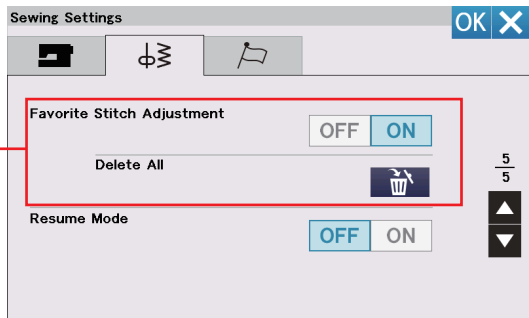 Sewing Settings
OK
Favorite Stitch Adjustment
OFF ON
Delete All
5
5
Resume Mode
OFF ON